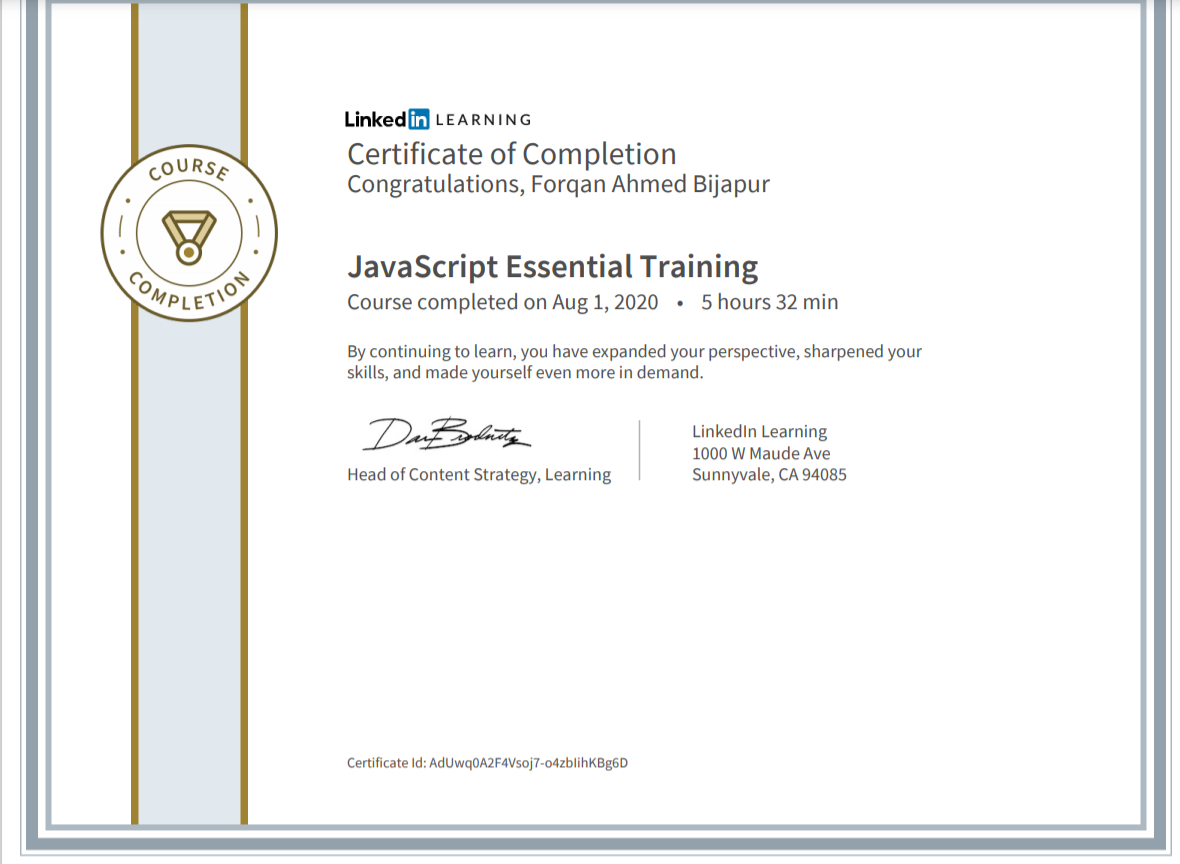 COURSE
COMPLETION
Linkedin LEARNING
Certificate of Completion
Congratulations, Forqan Ahmed Bijapur
JavaScript Essential Training
Course completed on Aug 1, 2020 • 5 hours 32 min
By continuing to learn, you have expanded your perspective, sharpened your
skills, and made yourself even more in demand.
Head of Content Strategy, Learning
LinkedIn Learning
1000 W Maude Ave
Sunnyvale, CA 94085
Certificate Id: AdUwq0A2F4Vsoj7-o4zbIihKBg6D